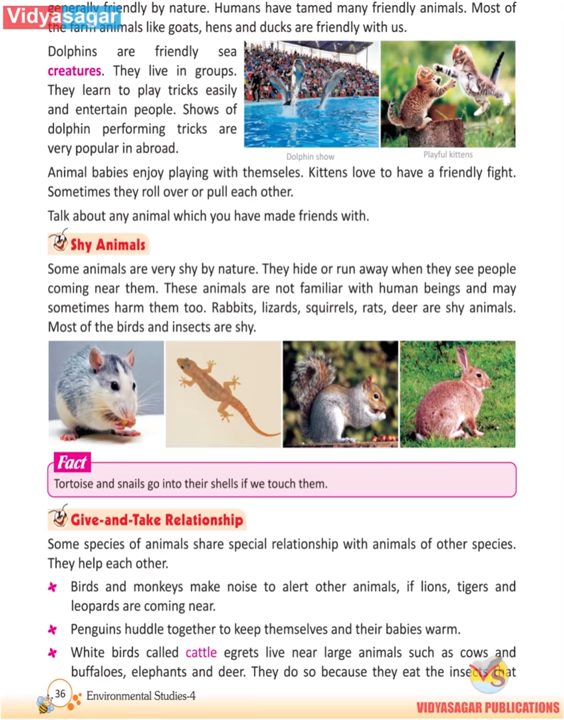 generally friendly by nature. Humans have tamed many friendly animals. Most of
Vidyasagar
the farm animals like goats, hens and ducks are friendly with us.
Dolphins are friendly sea
creatures. They live in groups.
They learn to play tricks easily
and entertain people. Shows of
dolphin performing tricks are
very popular in abroad.
Dolphin show
Playful kittens
Animal babies enjoy playing with themseles. Kittens love to have a friendly fight.
Sometimes they roll over or pull each other.
Talk about any animal which you have made friends with.
Shy Animals
Some animals are very shy by nature. They hide or run away when they see people
coming near them. These animals are not familiar with human beings and may
sometimes harm them too. Rabbits, lizards, squirrels, rats, deer are shy animals.
Most of the birds and insects are shy.
Fact
Tortoise and snails go into their shells if we touch them.
Give-and-Take Relationship
Some species of animals share special relationship with animals of other species.
They help each other.
Birds and monkeys make noise to alert other animals, if lions, tigers and
leopards are coming near.
Penguins huddle together to keep themselves and their babies warm.
White birds called cattle egrets live near large animals such as cows and
buffaloes, elephants and deer. They do so because they eat the insects that
36 Environmental Studies-4
VIDYASAGAR PUBLICATIONS